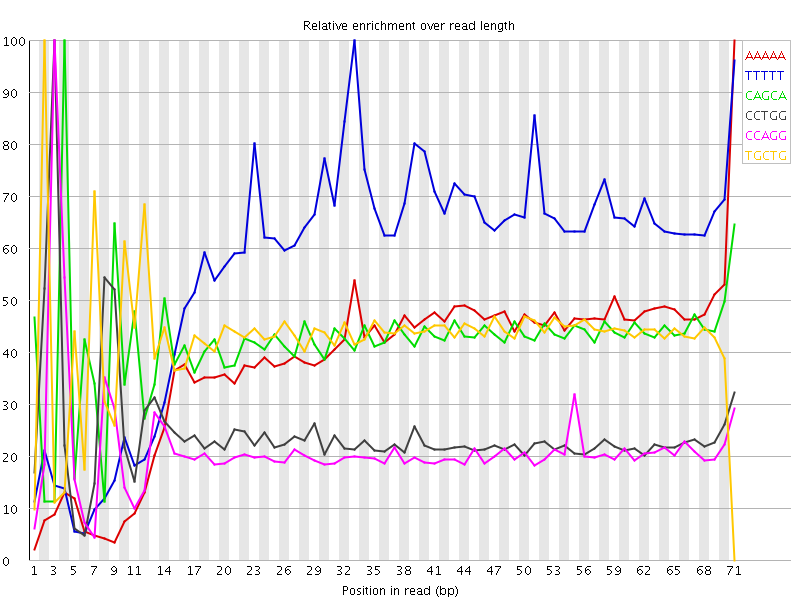 Relative enrichment over read length
100
90
80
70
60
50
40
30
20
10
0
AAAAA
TTTTT
CAGCA
CCTGG
CCAGG
TGCTG
1 3 5 7 9 11 14 17 20 23 26 29 32 35 38 41 44 47 50 53 56 59 62 65 68 71
Position in read (bp)